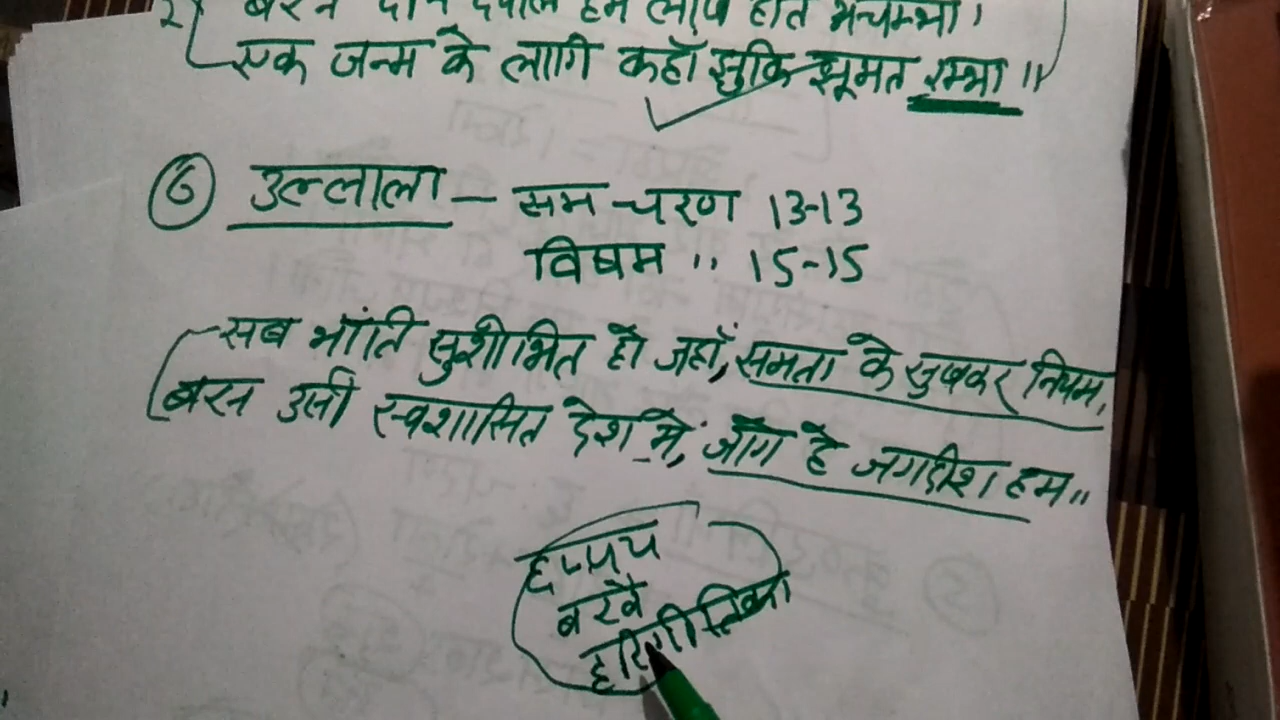 एक जन्म के लागि कहाँ झुकि झूमत रम्भा ॥
⑥ उल्लाला - सम चरण 13-13
विषम ,, 15-15
सब भांति सुशोभित हो जहाँ, समता के सुखकर नियम,
बस उसी स्वशासित देश में, जागे है जगदीश हम ॥
छप्पय
बरवै
हरिगीतिका